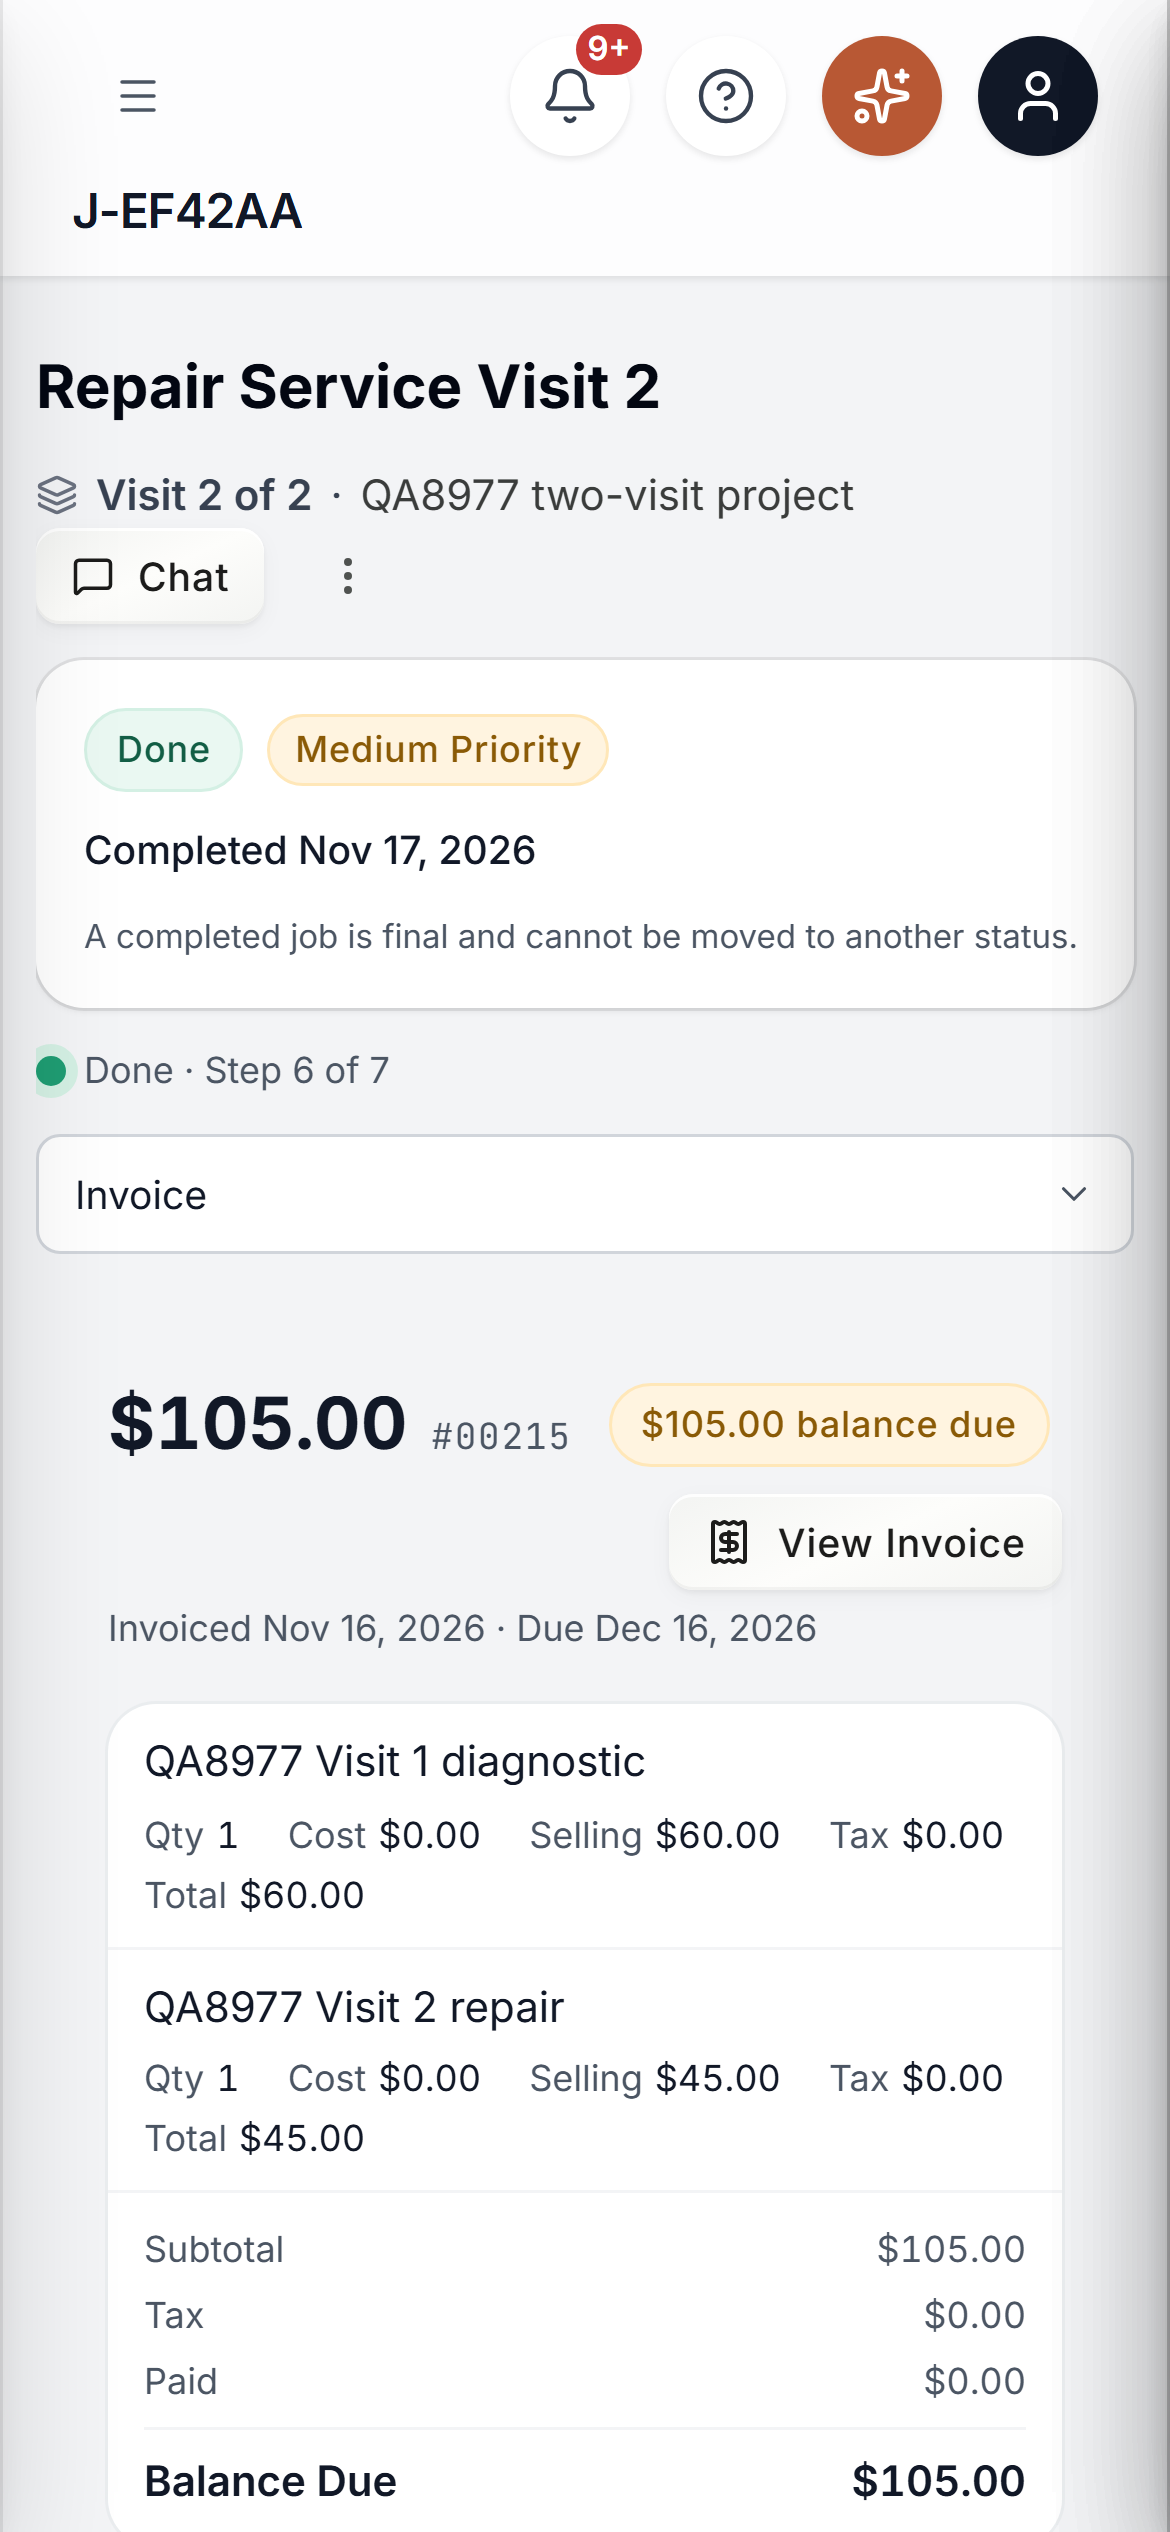 9+
J-EF42AA
Repair Service Visit 2
Visit 2 of 2 · QA8977 two-visit project
Chat
Done Medium Priority
Completed Nov 17, 2026
A completed job is final and cannot be moved to another status.
Done · Step 6 of 7
Invoice
$105.00 #00215 $105.00 balance due
View Invoice
Invoiced Nov 16, 2026 · Due Dec 16, 2026
QA8977 Visit 1 diagnostic
Qty 1 Cost $0.00 Selling $60.00 Tax $0.00
Total $60.00
QA8977 Visit 2 repair
Qty 1 Cost $0.00 Selling $45.00 Tax $0.00
Total $45.00
Subtotal $105.00
Tax $0.00
Paid $0.00
Balance Due $105.00